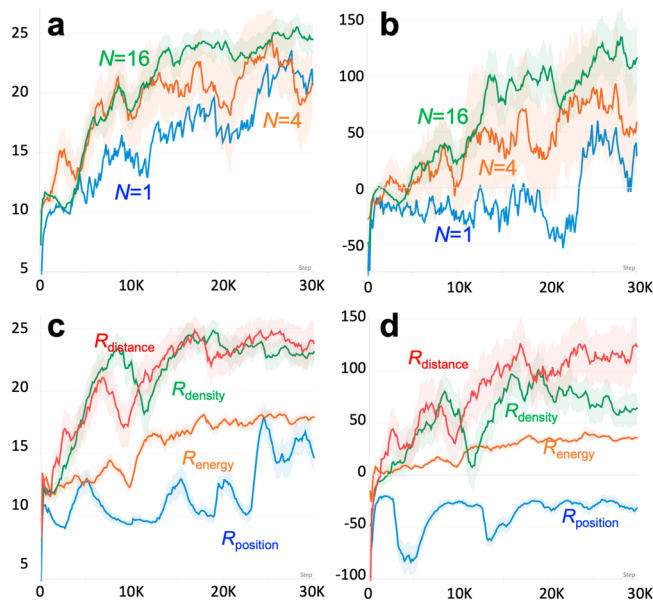 a
25
20
15
10
5
N=16
N=4
N=1
Step
0
10K
20K
30K
b
150
100
50
0
-50
N=16
N=4
N=1
Step
0
10K
20K
30K
c
25
20
15
10
5
Rdistance
Rdensity
Renergy
Rposition
Step
0
10K
20K
30K
d
150
100
50
0
-50
-100
Rdistance
Rdensity
Renergy
Rposition
Step
0
10K
20K
30K